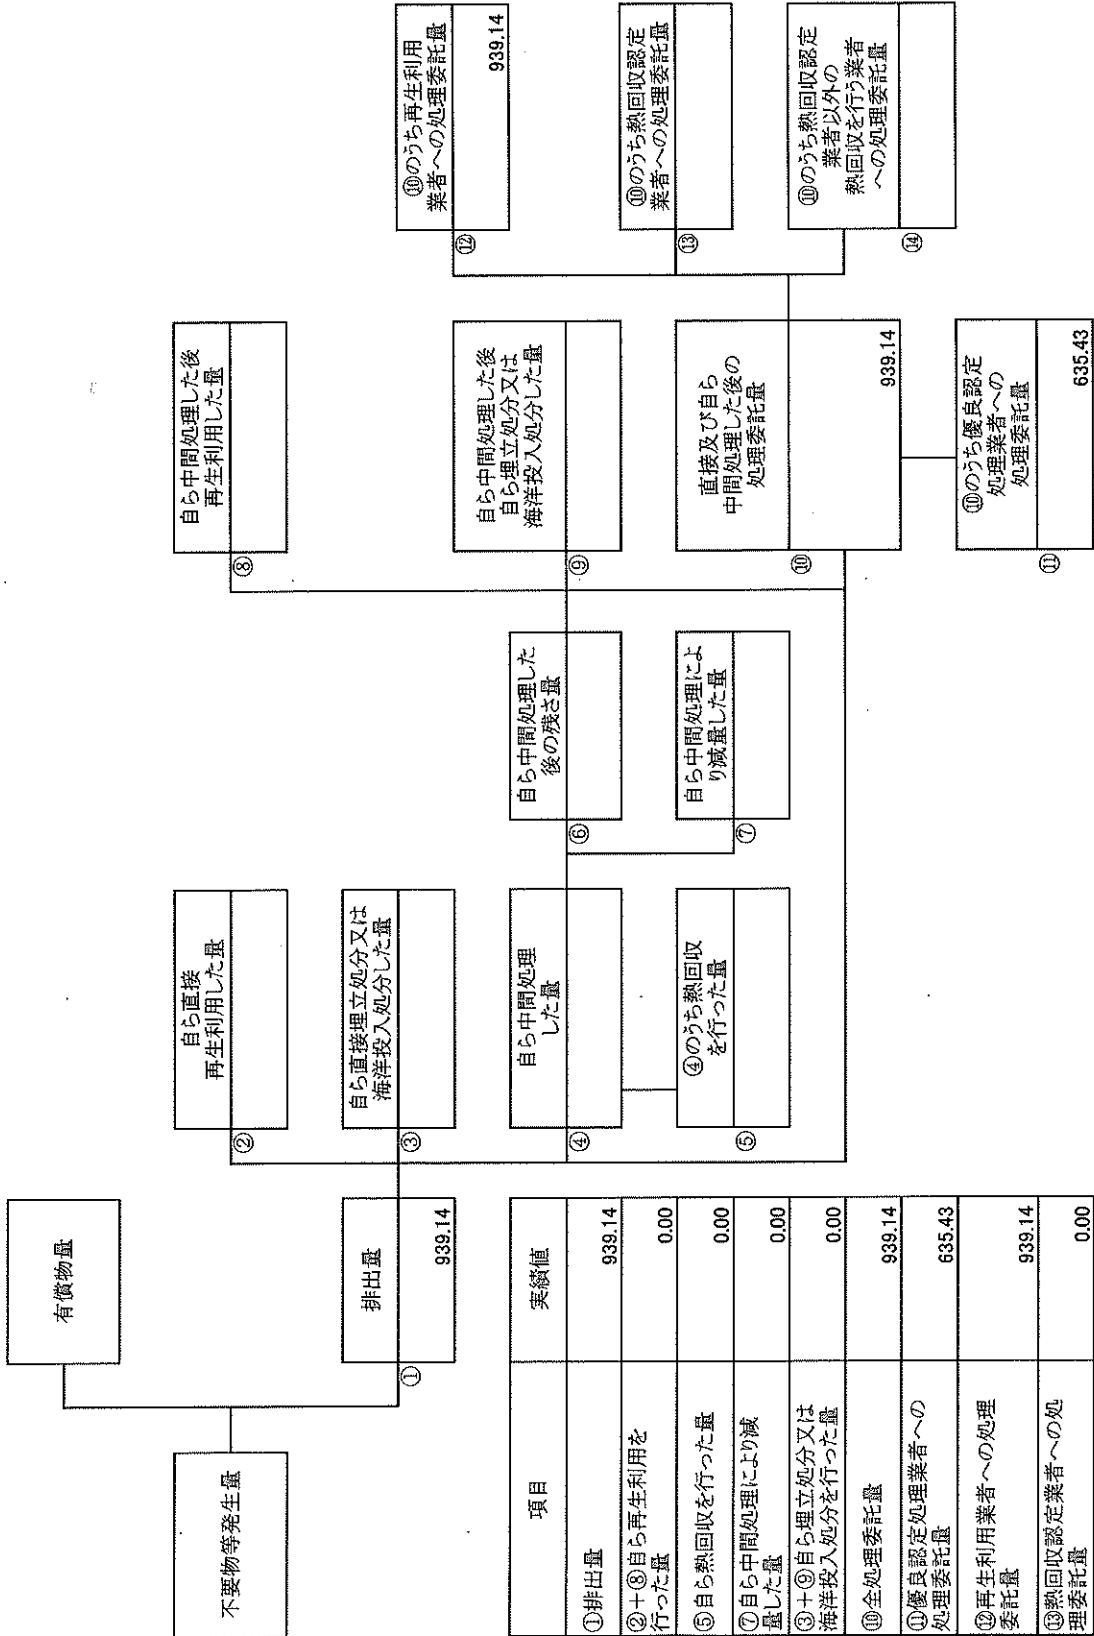 不要物等発生量
有償物量
排出量
①
939.14
自ら直接
再生利用した量
②
自ら直接埋立処分又は
海洋投入処分した量
③
自ら中間処理
した量
④
④のうち熱回収
を行った量
⑤
自ら中間処理した
後の残さ量
⑥
自ら中間処理によ
り減量した量
⑦
自ら中間処理した後
再生利用した量
⑧
自ら中間処理した後
自ら埋立処分又は
海洋投入処分した量
⑨
直接及び自ら
中間処理した後の
処理委託量
⑩
939.14
⑩のうち優良認定
処理業者への
処理委託量
⑪
635.43
⑩のうち再生利用
業者への処理委託量
⑫
939.14
⑩のうち熱回収認定
業者への処理委託量
⑬
⑩のうち熱回収認定
業者以外の
熱回収を行う業者
への処理委託量
⑭
項目
実績値
①排出量
939.14
②+⑧自ら再生利用を
行った量
0.00
⑤自ら熱回収を行った量
0.00
⑦自ら中間処理により減
量した量
0.00
③+⑨自ら埋立処分又は
海洋投入処分を行った量
0.00
⑩全処理委託量
939.14
⑪優良認定処理業者への
処理委託量
635.43
⑫再生利用業者への処理
委託量
939.14
⑬熱回収認定業者への処
理委託量
0.00